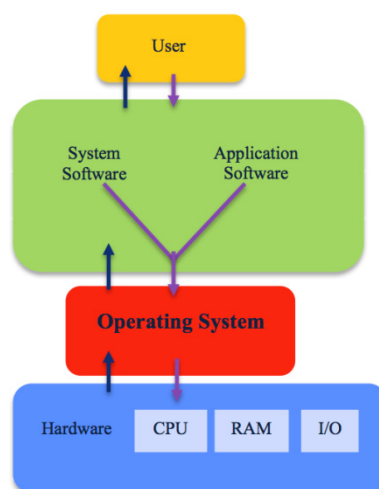 User
System Application
Software Software
Operating System
Hardware CPU RAM I/O